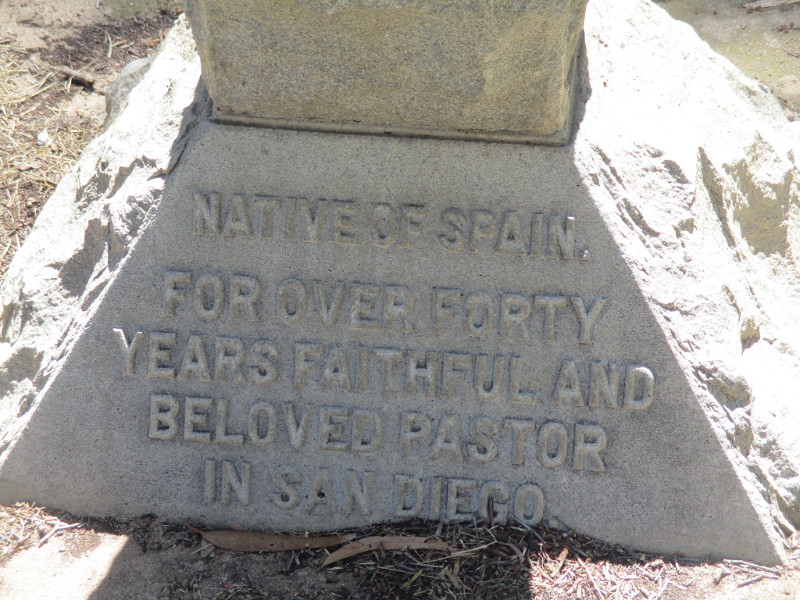 NATIVE OF SPAIN.
FOR OVER FORTY
YEARS FAITHFUL AND
BELOVED PASTOR
IN SAN DIEGO.